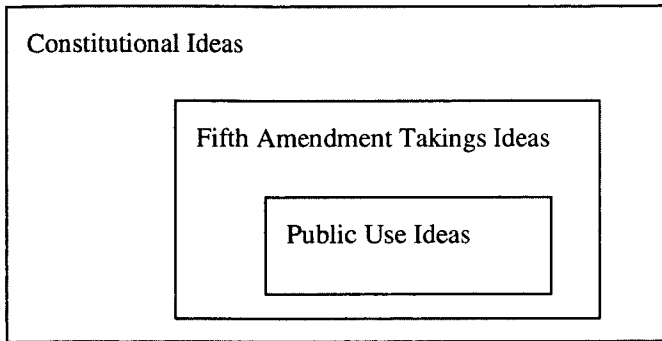 Constitutional Ideas
Fifth Amendment Takings Ideas
Public Use Ideas